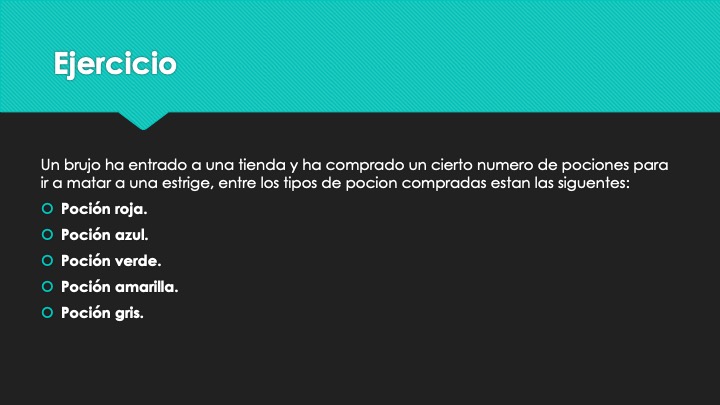 Ejercicio
Un brujo ha entrado a una tienda y ha comprado un cierto numero de pociones para
ir a matar a una estrige, entre los tipos de pocion compradas estan las siguentes:
Poción roja.
Poción azul.
Poción verde.
Poción amarilla.
Poción gris.